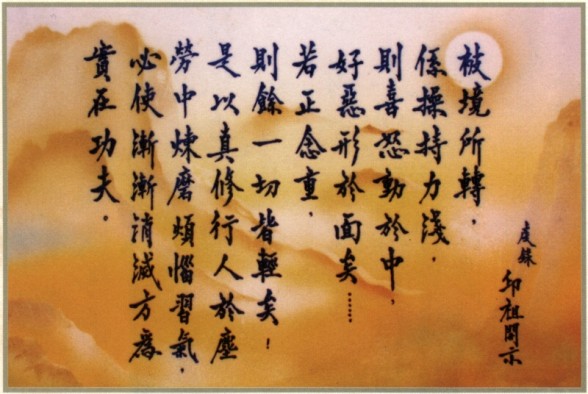 虔錄
印祖開示
被境所轉，
係操持力淺，
則喜怒動於中，
好惡形於面矣……
若正念重，
則餘一切皆輕矣！
是以真修行人於塵
勞中煉磨煩惱習氣，
必使漸漸消滅方為
實在功夫。